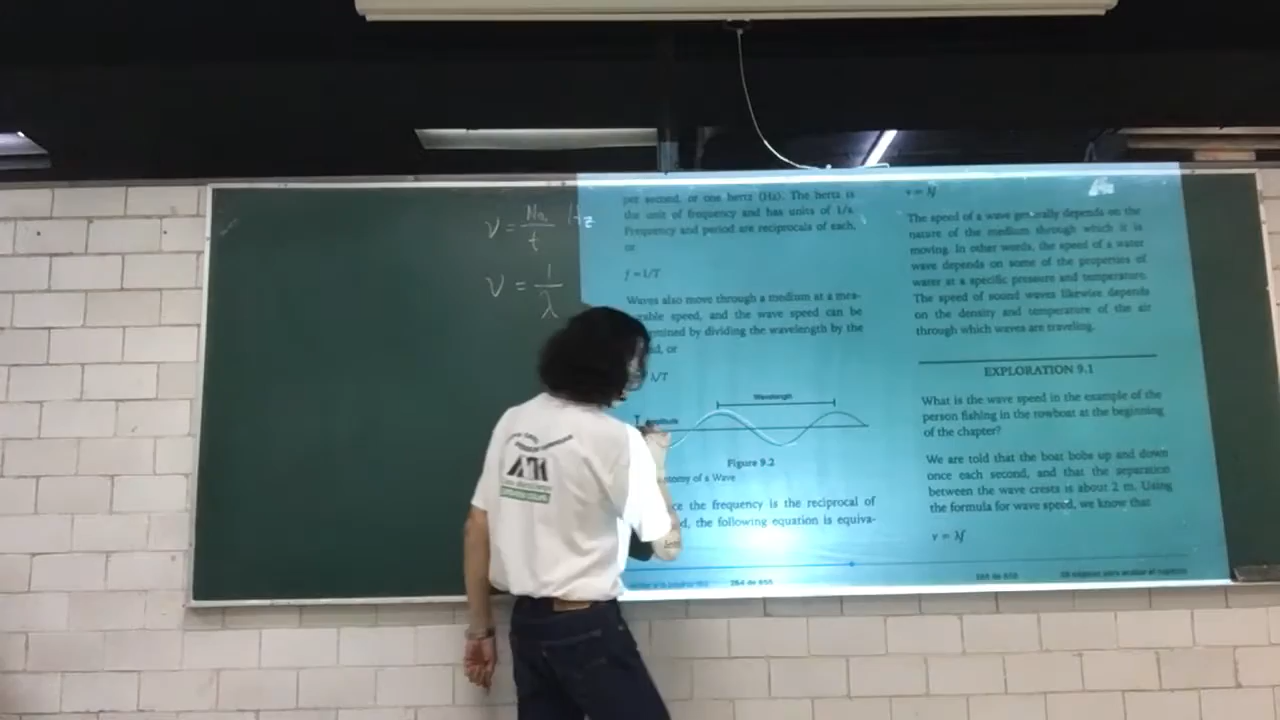 ν = No. / t Hz
ν = 1 / λ
per second, or one hertz (Hz). The hertz is
the unit of frequency and has units of 1/s.
Frequency and period are reciprocals of each,
or
f = 1/T
Waves also move through a medium at a mea-
speed, and the wave speed can be
by dividing the wavelength by the
or
λ/T
Wavelength
Figure 9.2
of a Wave
the frequency is the reciprocal of
the following equation is equiva-
264 de 655
v = λf
The speed of a wave generally depends on the
nature of the medium through which it is
moving. In other words, the speed of a water
wave depends on some of the properties of
water at a specific pressure and temperature.
The speed of sound waves likewise depends
on the density and temperature of the air
through which waves are traveling.
EXPLORATION 9.1
What is the wave speed in the example of the
person fishing in the rowboat at the beginning
of the chapter?
We are told that the boat bobs up and down
once each second, and that the separation
between the wave crests is about 2 m. Using
the formula for wave speed, we know that
v = λf